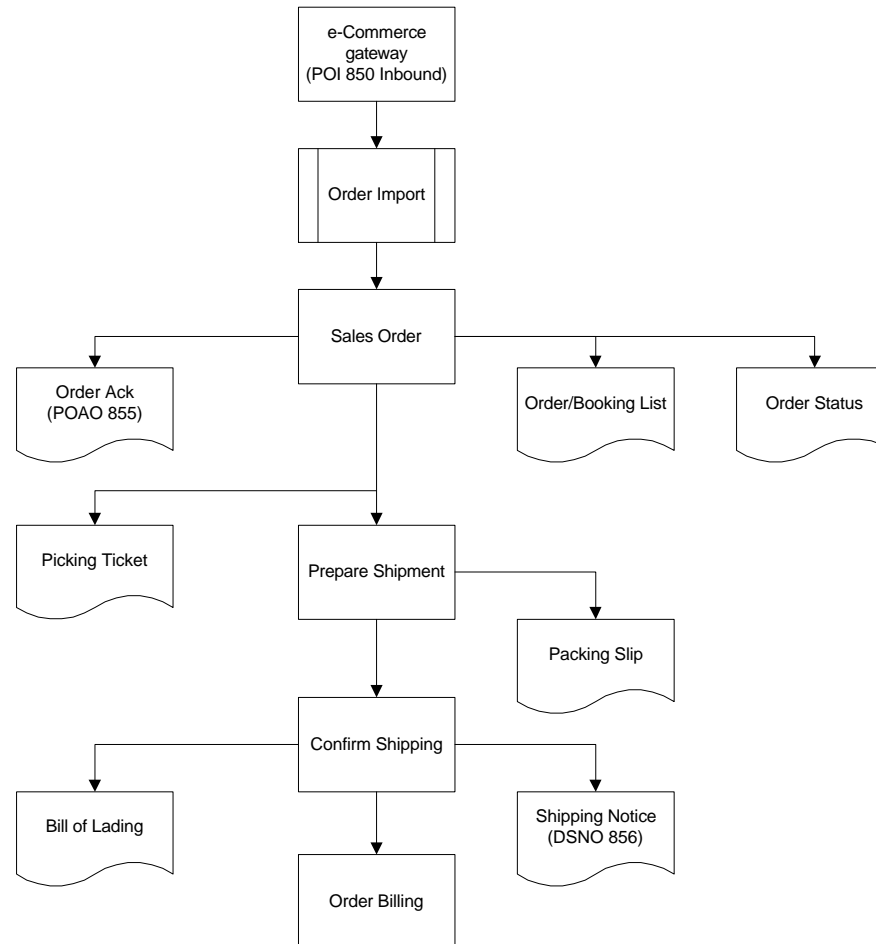 e-Commerce
gateway
(POI 850 Inbound)
Order Import
Sales Order
Order Ack
(POAO 855)
Order/Booking List
Order Status
Picking Ticket
Prepare Shipment
Packing Slip
Confirm Shipping
Bill of Lading
Shipping Notice
(DSNO 856)
Order Billing